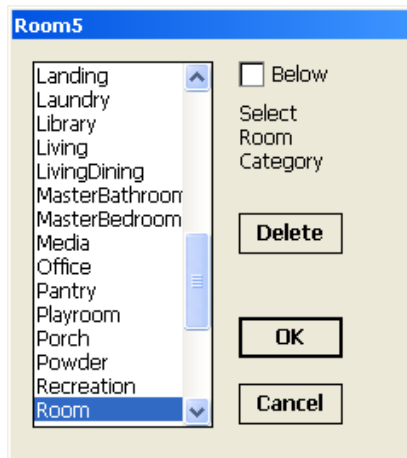 Room5
Landing
Laundry
Library
Living
LivingDining
MasterBathroom
MasterBedroom
Media
Office
Pantry
Playroom
Porch
Powder
Recreation
Room
Below
Select
Room
Category
Delete
OK
Cancel